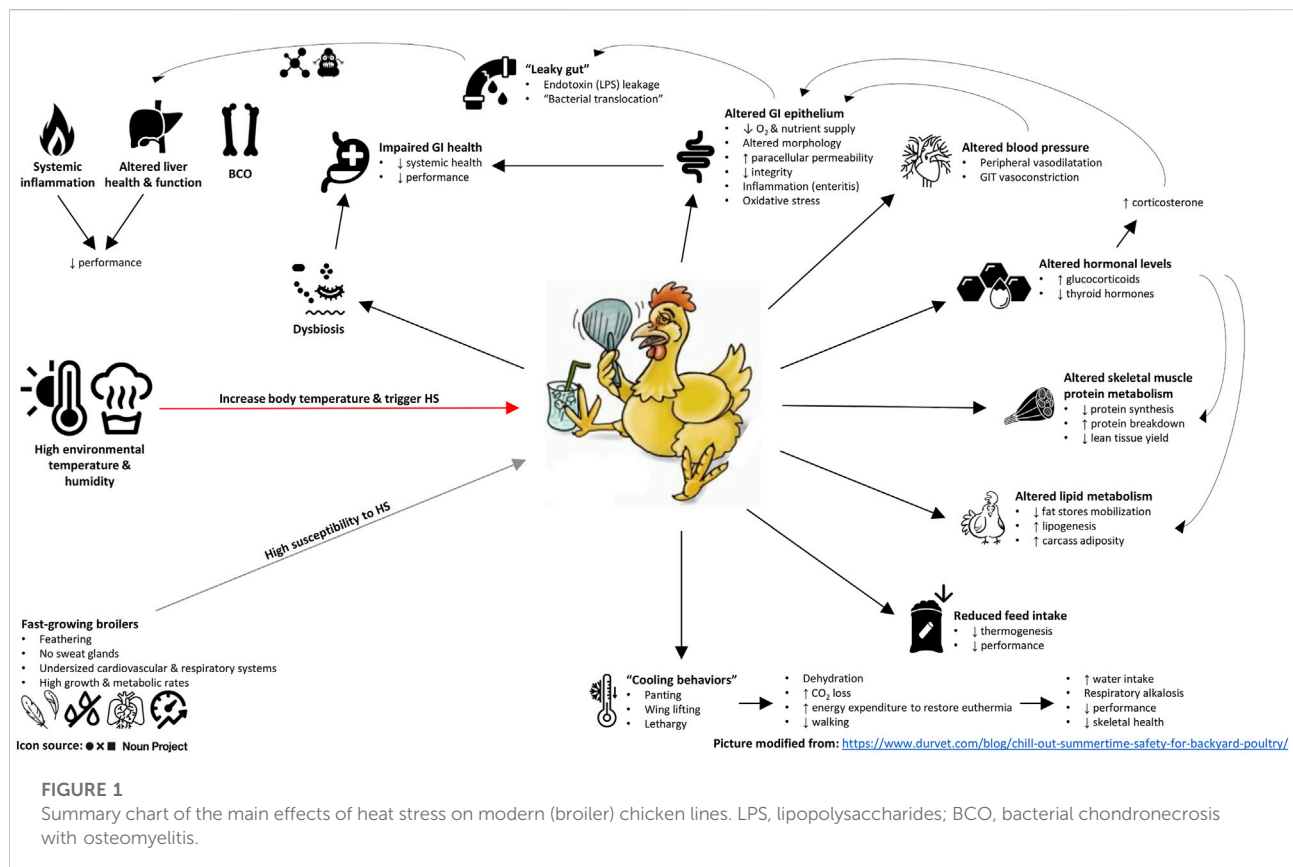 "Leaky gut"
• Endotoxin (LPS) leakage
• "Bacterial translocation"
Systemic
inflammation
Altered liver
health & function
BCO
↓ performance
Impaired GI health
• ↓ systemic health
• ↓ performance
Altered GI epithelium
• ↓ O₂ & nutrient supply
• Altered morphology
• ↑ paracellular permeability
• ↓ integrity
• Inflammation (enteritis)
• Oxidative stress
Altered blood pressure
• Peripheral vasodilatation
• GIT vasoconstriction
↑ corticosterone
Altered hormonal levels
• ↑ glucocorticoids
• ↓ thyroid hormones
Dysbiosis
Increase body temperature & trigger HS
High environmental
temperature &
humidity
Altered skeletal muscle
protein metabolism
• ↓ protein synthesis
• ↑ protein breakdown
• ↓ lean tissue yield
Altered lipid metabolism
• ↓ fat stores mobilization
• ↑ lipogenesis
• ↑ carcass adiposity
High susceptibility to HS
Reduced feed intake
• ↓ thermogenesis
• ↓ performance
Fast-growing broilers
• Feathering
• No sweat glands
• Undersized cardiovascular & respiratory systems
• High growth & metabolic rates
"Cooling behaviors"
• Panting
• Wing lifting
• Lethargy
• Dehydration
• ↑ CO₂ loss
• ↑ energy expenditure to restore euthermia
• ↓ walking
• ↑ water intake
• Respiratory alkalosis
• ↓ performance
• ↓ skeletal health
Icon source: Noun Project
Picture modified from: https://www.durvet.com/blog/chill-out-summertime-safety-for-backyard-poultry/
FIGURE 1
Summary chart of the main effects of heat stress on modern (broiler) chicken lines. LPS, lipopolysaccharides; BCO, bacterial chondronecrosis
with osteomyelitis.